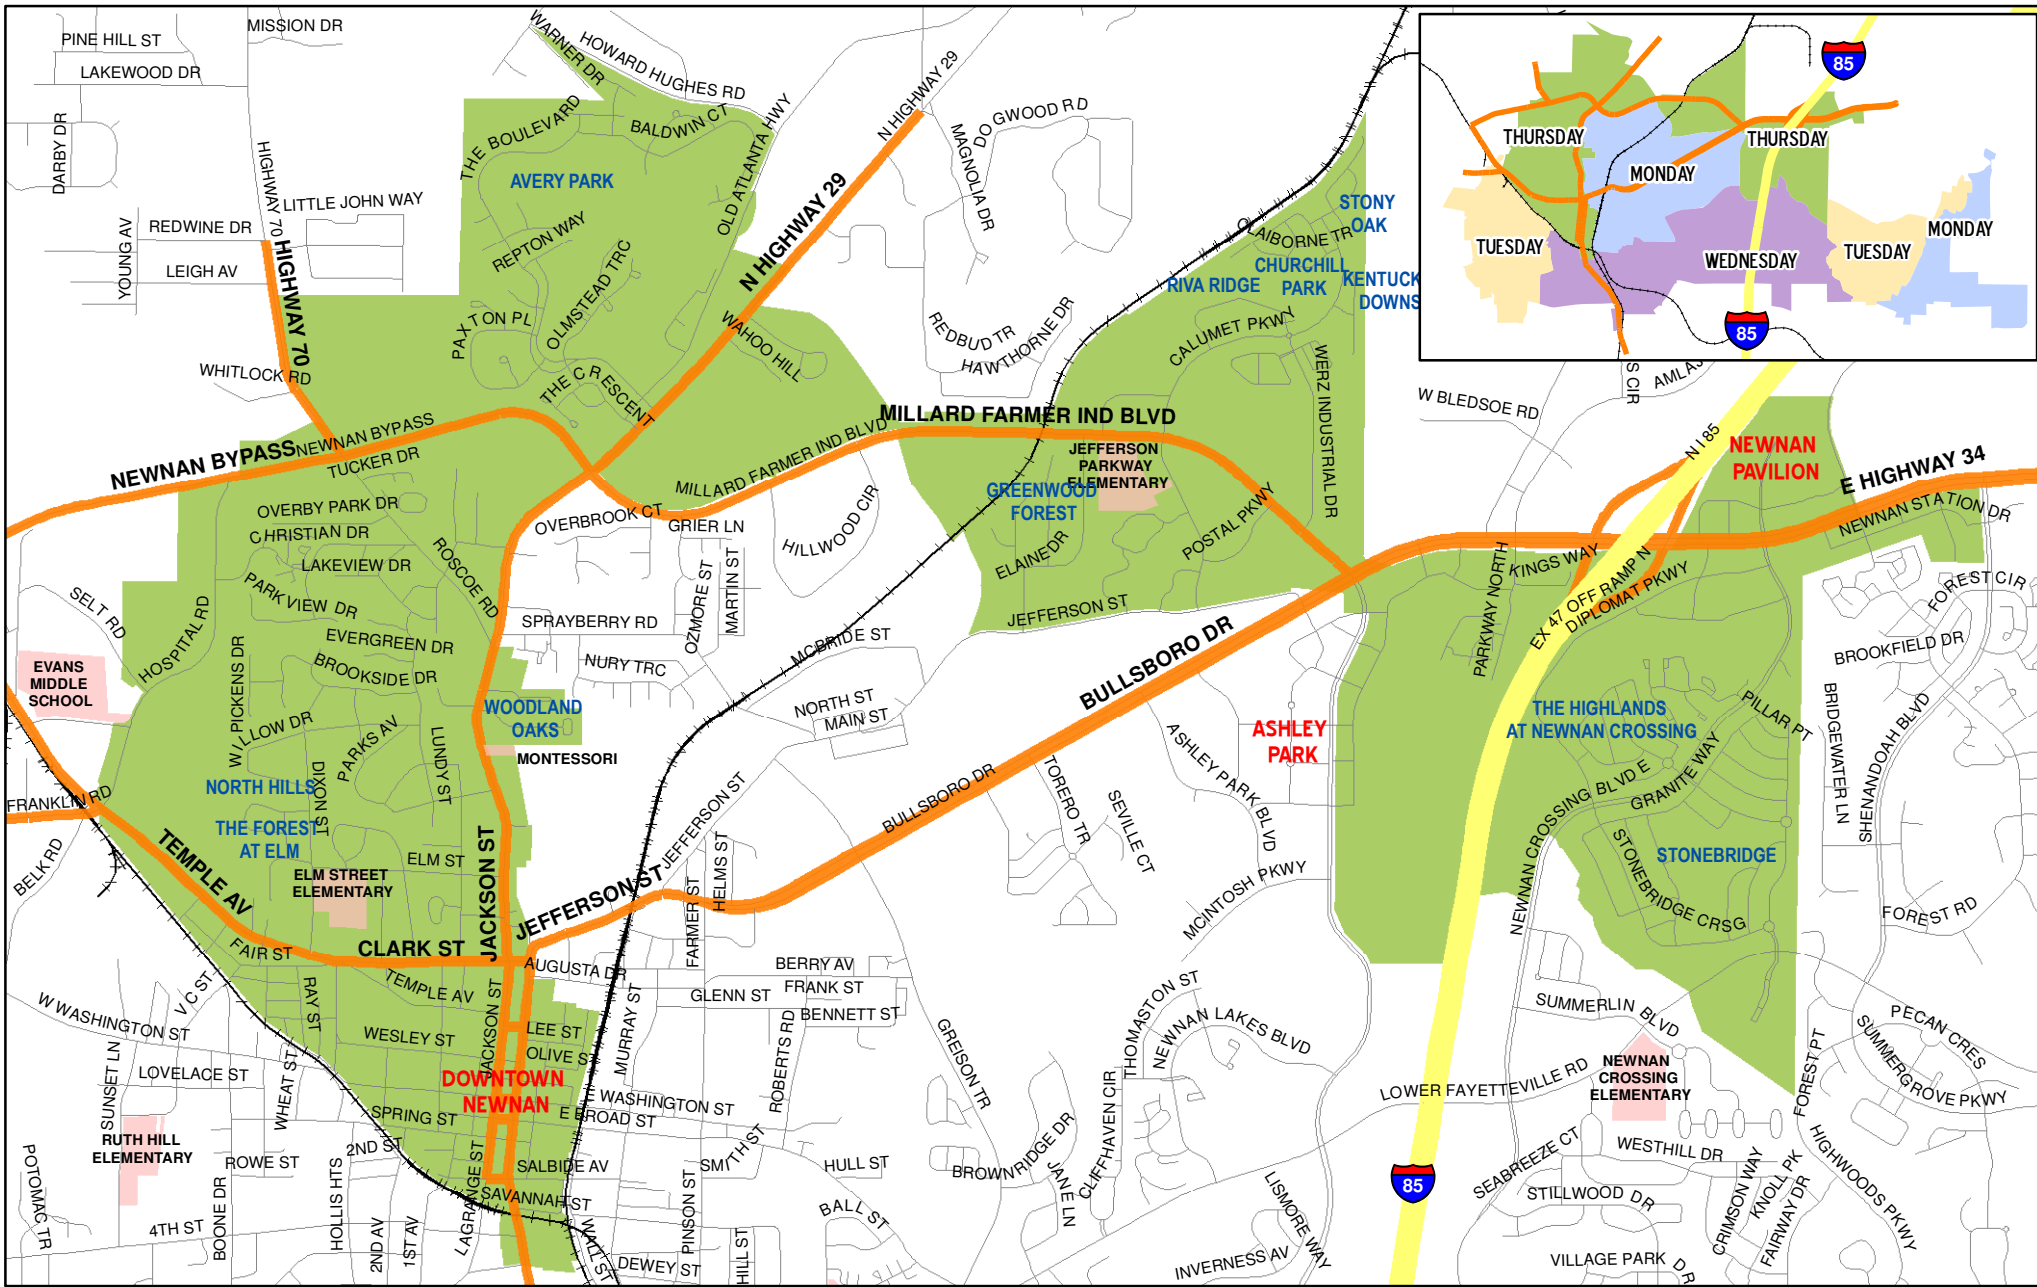 PINE HILL ST
MISSION DR
LAKEWOOD DR
DARBY DR
HIGHWAY 70
LITTLE JOHN WAY
REDWINE DR
YOUNG AV
LEIGH AV
HIGHWAY 70
WHITLOCK RD
WARNER DR
HOWARD HUGHES RD
THE BOULEVARD
BALDWIN CT
OLD ATLANTA HWY
AVERY PARK
REPTON WAY
OLMSTEAD TRC
PAXTON PL
THE CRESCENT
WAHOO HILL
N HIGHWAY 29
N HIGHWAY 29
MAGNOLIA DR
DOGWOOD RD
REDBUD TR
HAWTHORNE DR
STONY
OAK
CLAIBORNE TR
CHURCHILL
PARK
KENTUCK
DOWNS
RIVA RIDGE
CALUMET PKWY
WERZ INDUSTRIAL DR
THURSDAY
THURSDAY
MONDAY
TUESDAY
WEDNESDAY
TUESDAY
MONDAY
85
85
S CIR
AMLAS
W BLEDSOE RD
N I 85
NEWNAN
PAVILION
E HIGHWAY 34
NEWNAN STATION DR
NEWNAN BYPASS
NEWNAN BYPASS
TUCKER DR
MILLARD FARMER IND BLVD
MILLARD FARMER IND BLVD
JEFFERSON
PARKWAY
ELEMENTARY
GREENWOOD
FOREST
POSTAL PKWY
ELAINE DR
JEFFERSON ST
OVERBY PARK DR
CHRISTIAN DR
LAKEVIEW DR
PARK VIEW DR
ROSCOE RD
EVERGREEN DR
BROOKSIDE DR
OVERBROOK CT
GRIER LN
HILLWOOD CIR
OZMORE ST
MARTIN ST
SPRAYBERRY RD
NURY TRC
MCBRIDE ST
NORTH ST
MAIN ST
SELT RD
HOSPITAL RD
W PICKENS DR
EVANS
MIDDLE
SCHOOL
WILLOW DR
PARKS AV
LUNDY ST
DIXON ST
NORTH HILLS
THE FOREST
AT ELM
WOODLAND
OAKS
MONTESSORI
KINGS WAY
PARKWAY NORTH
EX 47 OFF RAMP N
DIPLOMAT PKWY
FOREST CIR
BROOKFIELD DR
BRIDGEWATER LN
SHENANDOAH BLVD
PILLAR PT
THE HIGHLANDS
AT NEWNAN CROSSING
NEWNAN CROSSING BLVD E
GRANITE WAY
STONEBRIDGE
STONEBRIDGE CRSG
FOREST RD
BULLSBORO DR
BULLSBORO DR
ASHLEY
PARK
ASHLEY PARK BLVD
TORERO TR
SEVILLE CT
MCINTOSH PKWY
FRANKLIN RD
BELK RD
TEMPLE AV
ELM ST
ELM STREET
ELEMENTARY
JACKSON ST
JEFFERSON ST
JEFFERSON ST
FARMER ST
HELMS ST
CLARK ST
FAIR ST
V C ST
RAY ST
TEMPLE AV
WESLEY ST
JACKSON ST
AUGUSTA DR
LEE ST
OLIVE S
MURRAY ST
BERRY AV
FRANK ST
GLENN ST
BENNETT ST
ROBERTS RD
GREISON TR
W WASHINGTON ST
SUNSET LN
LOVELACE ST
WHEAT ST
DOWNTOWN
NEWNAN
SPRING ST
WASHINGTON ST
E BROAD ST
RUTH HILL
ELEMENTARY
ROWE ST
2ND ST
LAGRANGE ST
SALBIDE AV
SAVANNAH ST
SMITH ST
HULL ST
POTOMAC TR
4TH ST
BOONE DR
HOLLIS HTS
2ND AV
1ST AV
WALL ST
DEWEY ST
PINSON ST
HILL ST
BALL ST
THOMASTON ST
NEWNAN LAKES BLVD
CLIFFHAVEN CIR
BROWNRIDGE DR
JANE LN
LISMORE WAY
INVERNESS AV
85
SUMMERLIN BLVD
LOWER FAYETTEVILLE RD
NEWNAN
CROSSING
ELEMENTARY
SEABREEZE CT
WESTHILL DR
STILLWOOD DR
VILLAGE PARK DR
CRIMSON WAY
KNOLL PK
FAIRWAY DR
FOREST PT
HIGHWOODS PKWY
PECAN CRES
SUMMERGROVE PKWY